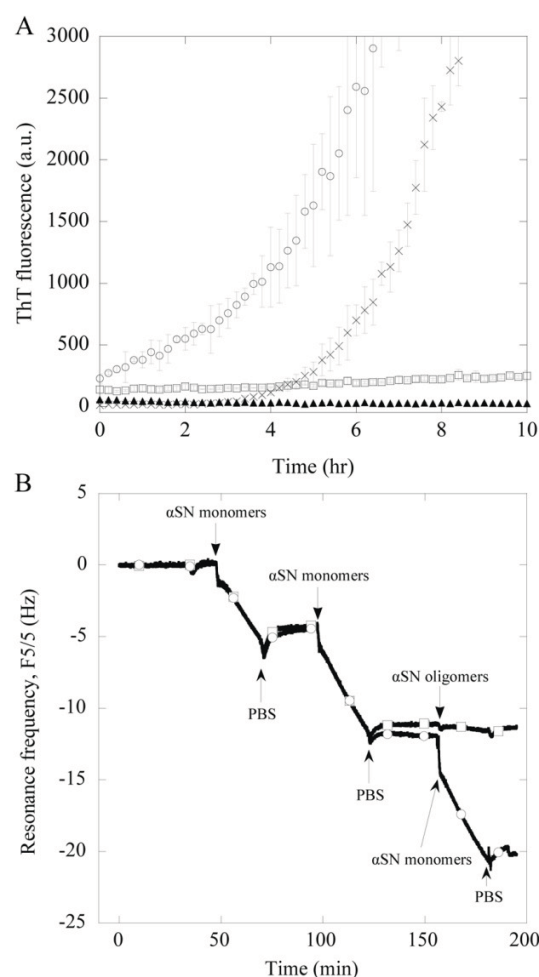 A
3000
2500
2000
1500
1000
500
0
ThT fluorescence (a.u.)
0 2 4 6 8 10
Time (hr)
B
5
0
-5
-10
-15
-20
-25
Resonance frequency, F5/5 (Hz)
αSN monomers
αSN monomers
PBS
αSN oligomers
PBS
αSN monomers
PBS
0 50 100 150 200
Time (min)